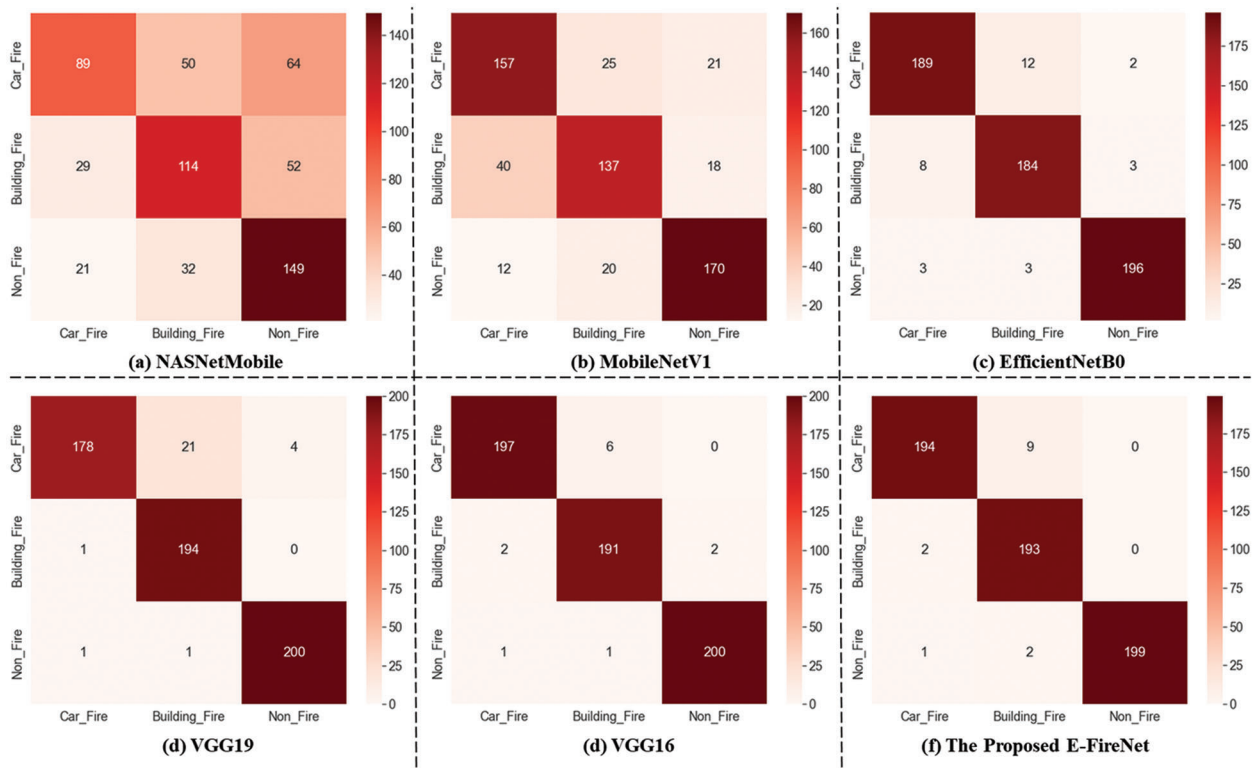 Car_Fire 89 50 64 140
Building_Fire 29 114 52 120
Non_Fire 21 32 149 100
80
60
40
Car_Fire Building_Fire Non_Fire
(a) NASNetMobile
Car_Fire 157 25 21 160
Building_Fire 40 137 18 140
Non_Fire 12 20 170 120
100
80
60
40
20
Car_Fire Building_Fire Non_Fire
(b) MobileNetV1
Car_Fire 189 12 2 175
Building_Fire 8 184 3 150
Non_Fire 3 3 196 125
100
75
50
25
Car_Fire Building_Fire Non_Fire
(c) EfficientNetB0
Car_Fire 178 21 4 200
Building_Fire 1 194 0 175
Non_Fire 1 1 200 150
125
100
75
50
25
0
Car_Fire Building_Fire Non_Fire
(d) VGG19
Car_Fire 197 6 0 200
Building_Fire 2 191 2 175
Non_Fire 1 1 200 150
125
100
75
50
25
0
Car_Fire Building_Fire Non_Fire
(d) VGG16
Car_Fire 194 9 0 175
Building_Fire 2 193 0 150
Non_Fire 1 2 199 125
100
75
50
25
0
Car_Fire Building_Fire Non_Fire
(f) The Proposed E-FireNet